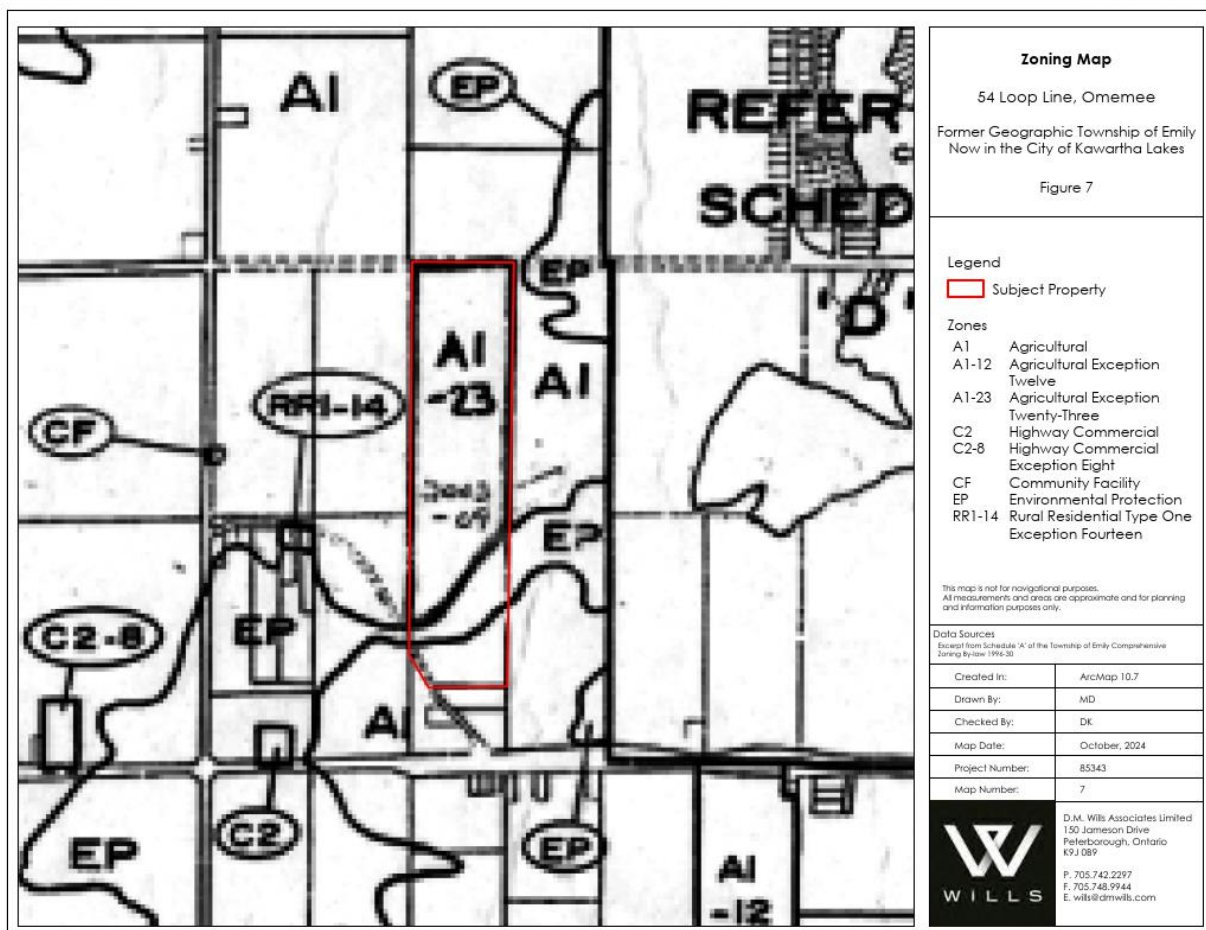 A1
EP
REFER
SCHED
EP
A1
-23
A1
"D"
RR1-14
CF
2003
-09
EP
C2-8
EP
A1
C2
EP
EP
A1
-12
Zoning Map
54 Loop Line, Omemee
Former Geographic Township of Emily
Now in the City of Kawartha Lakes
Figure 7
Legend
Subject Property
Zones
A1 Agricultural
A1-12 Agricultural Exception
Twelve
A1-23 Agricultural Exception
Twenty-Three
C2 Highway Commercial
C2-8 Highway Commercial
Exception Eight
CF Community Facility
EP Environmental Protection
RR1-14 Rural Residential Type One
Exception Fourteen
This map is not for navigational purposes.
All measurements and areas are approximate and for planning
and information purposes only.
Data Sources
Excerpt from Schedule 'A' of the Township of Emily Comprehensive
Zoning By-law 1996-30
Created In: ArcMap 10.7
Drawn By: MD
Checked By: DK
Map Date: October, 2024
Project Number: 85343
Map Number: 7
WILLS
D.M. Wills Associates Limited
150 Jameson Drive
Peterborough, Ontario
K9J 0B9
P. 705.742.2297
F. 705.748.9944
E. wills@dmwills.com